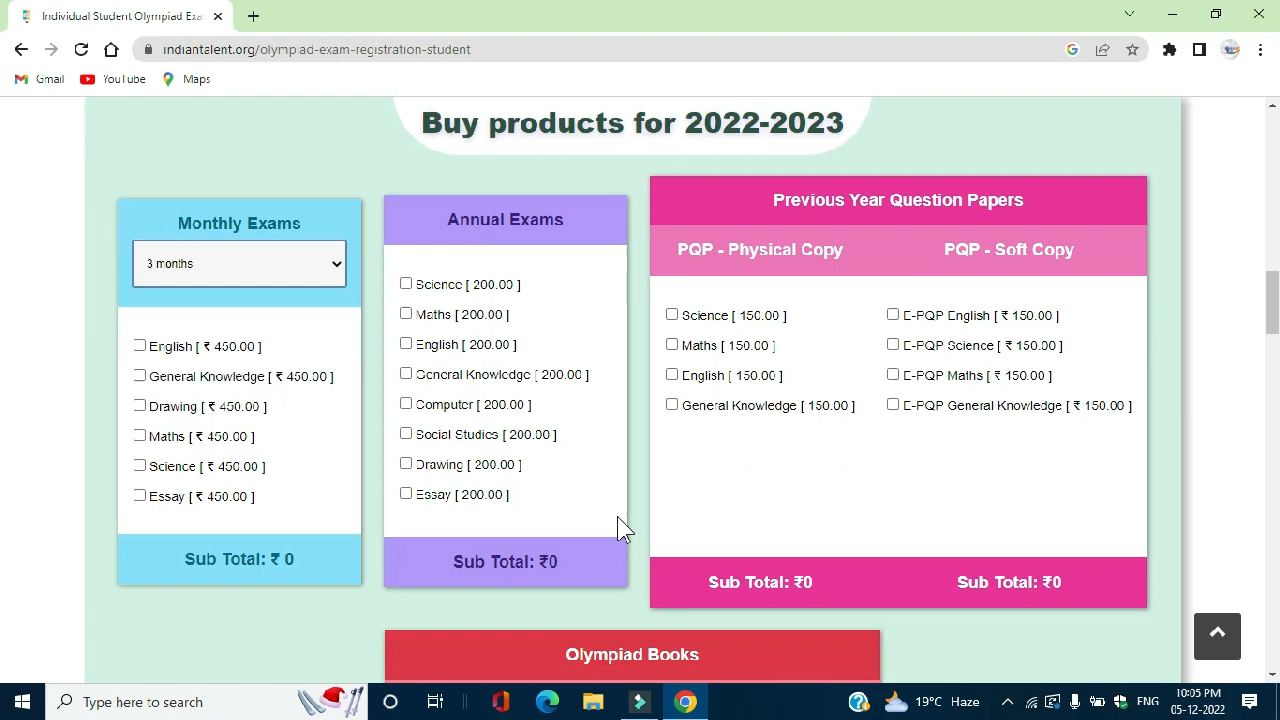 Individual Student Olympiad Exa
indiantalent.org/olympiad-exam-registration-student
Gmail
YouTube
Maps
Buy products for 2022-2023
Monthly Exams
3 months
English [ ₹ 450.00 ]
General Knowledge [ ₹ 450.00 ]
Drawing [ ₹ 450.00 ]
Maths [ ₹ 450.00 ]
Science [ ₹ 450.00 ]
Essay [ ₹ 450.00 ]
Sub Total: ₹ 0
Annual Exams
Science [ 200.00 ]
Maths [ 200.00 ]
English [ 200.00 ]
General Knowledge [ 200.00 ]
Computer [ 200.00 ]
Social Studies [ 200.00 ]
Drawing [ 200.00 ]
Essay [ 200.00 ]
Sub Total: ₹0
Previous Year Question Papers
PQP - Physical Copy
Science [ 150.00 ]
Maths [ 150.00 ]
English [ 150.00 ]
General Knowledge [ 150.00 ]
Sub Total: ₹0
PQP - Soft Copy
E-PQP English [ ₹ 150.00 ]
E-PQP Science [ ₹ 150.00 ]
E-PQP Maths [ ₹ 150.00 ]
E-PQP General Knowledge [ ₹ 150.00 ]
Sub Total: ₹0
Olympiad Books
Type here to search
19°C Haze
ENG
10:05 PM
05-12-2022